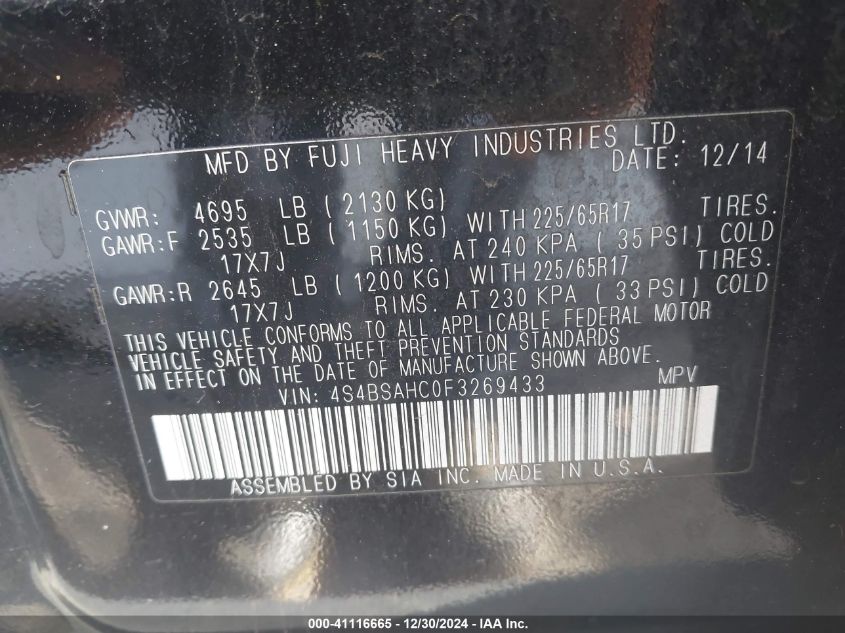 MFD BY FUJI HEAVY INDUSTRIES LTD.
DATE: 12/14
GVWR: 4695 LB ( 2130 KG)
GAWR:F 2535 LB ( 1150 KG) WITH 225/65R17 TIRES.
17X7J RIMS. AT 240 KPA ( 35 PSI) COLD
GAWR:R 2645 LB ( 1200 KG) WITH 225/65R17 TIRES.
17X7J RIMS. AT 230 KPA ( 33 PSI) COLD
THIS VEHICLE CONFORMS TO ALL APPLICABLE FEDERAL MOTOR
VEHICLE SAFETY AND THEFT PREVENTION STANDARDS
IN EFFECT ON THE DATE OF MANUFACTURE SHOWN ABOVE.
VIN: 4S4BSAHC0F3269433 MPV
ASSEMBLED BY SIA INC. MADE IN U.S.A.
000-41116665 - 12/30/2024 - IAA Inc.